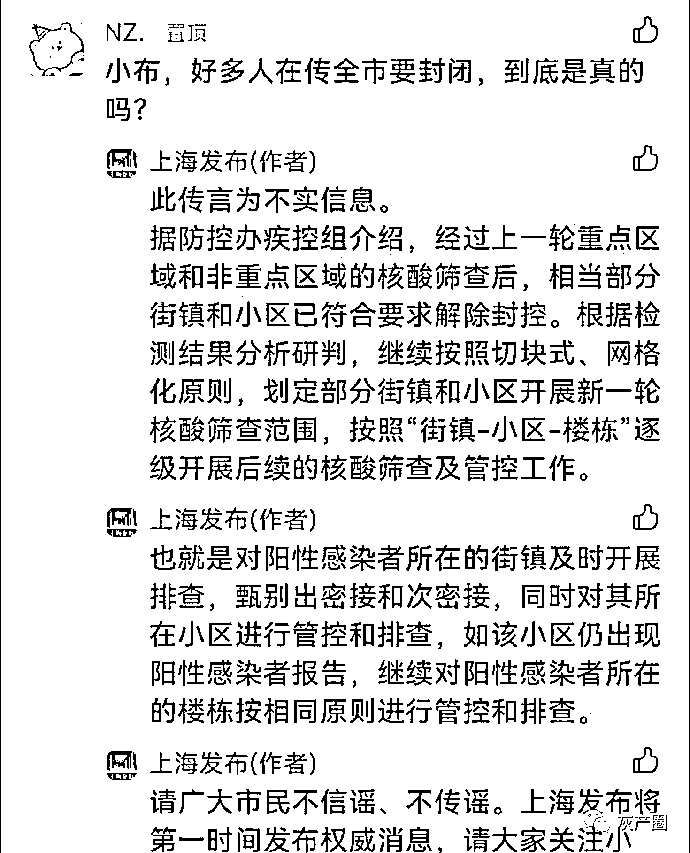 NZ. 置顶
小布，好多人在传全市要封闭，到底是真的
吗？
上海发布(作者)
此传言为不实信息。
据防控办疾控组介绍，经过上一轮重点区
域和非重点区域的核酸筛查后，相当部分
街镇和小区已符合要求解除封控。根据检
测结果分析研判，继续按照切块式、网格
化原则，划定部分街镇和小区开展新一轮
核酸筛查范围，按照“街镇-小区-楼栋”逐
级开展后续的核酸筛查及管控工作。
上海发布(作者)
也就是对阳性感染者所在的街镇及时开展
排查，甄别出密接和次密接，同时对其所
在小区进行管控和排查，如该小区仍出现
阳性感染者报告，继续对阳性感染者所在
的楼栋按相同原则进行管控和排查。
上海发布(作者)
请广大市民不信谣、不传谣。上海发布将
第一时间发布权威消息，请大家关注小
灰产圈